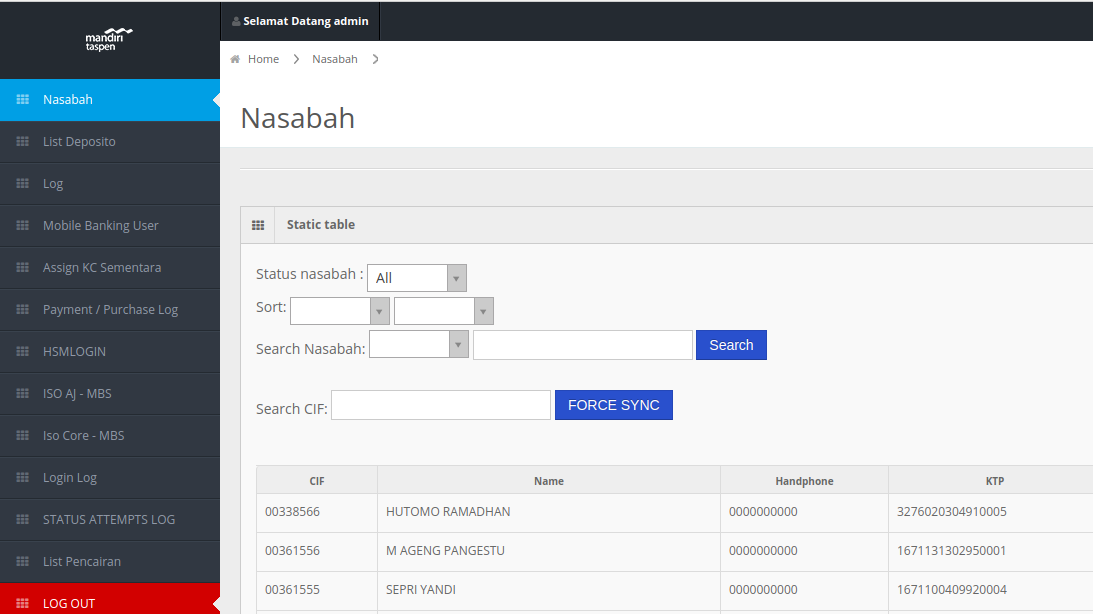 mandiri
taspen
Selamat Datang admin
Home
Nasabah
Nasabah
List Deposito
Log
Mobile Banking User
Assign KC Sementara
Payment / Purchase Log
HSMLOGIN
ISO AJ - MBS
Iso Core - MBS
Login Log
STATUS ATTEMPTS LOG
List Pencairan
LOG OUT
Nasabah
Static table
Status nasabah : All
Sort:
Search Nasabah: Search
Search CIF: FORCE SYNC
CIF Name Handphone KTP
00338566 HUTOMO RAMADHAN 0000000000 3276020304910005
00361556 M AGENG PANGESTU 0000000000 1671131302950001
00361555 SEPRI YANDI 0000000000 1671100409920004